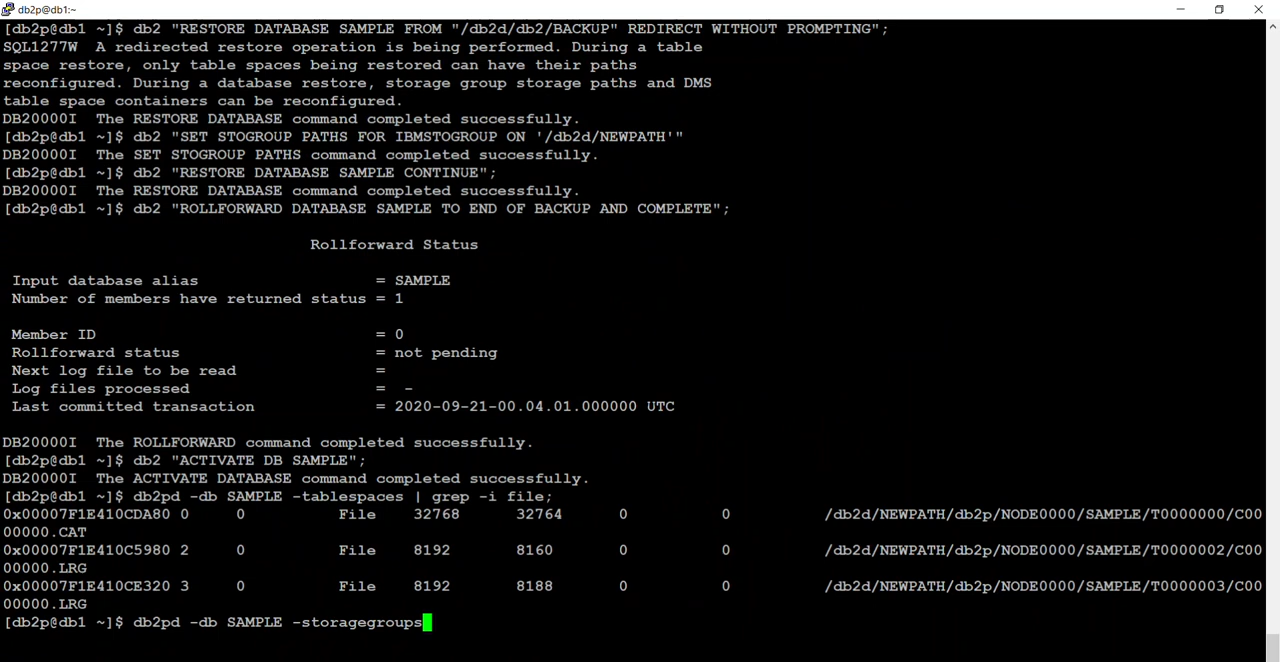 db2p@db1:~
[db2p@db1 ~]$ db2 "RESTORE DATABASE SAMPLE FROM "/db2d/db2/BACKUP" REDIRECT WITHOUT PROMPTING";
SQL1277W  A redirected restore operation is being performed. During a table
space restore, only table spaces being restored can have their paths
reconfigured. During a database restore, storage group storage paths and DMS
table space containers can be reconfigured.
DB20000I  The RESTORE DATABASE command completed successfully.
[db2p@db1 ~]$ db2 "SET STOGROUP PATHS FOR IBMSTOGROUP ON '/db2d/NEWPATH'"
DB20000I  The SET STOGROUP PATHS command completed successfully.
[db2p@db1 ~]$ db2 "RESTORE DATABASE SAMPLE CONTINUE";
DB20000I  The RESTORE DATABASE command completed successfully.
[db2p@db1 ~]$ db2 "ROLLFORWARD DATABASE SAMPLE TO END OF BACKUP AND COMPLETE";
Rollforward Status
Input database alias                   = SAMPLE
Number of members have returned status = 1
Member ID                              = 0
Rollforward status                     = not pending
Next log file to be read               =
Log files processed                    =  -
Last committed transaction             = 2020-09-21-00.04.01.000000 UTC
DB20000I  The ROLLFORWARD command completed successfully.
[db2p@db1 ~]$ db2 "ACTIVATE DB SAMPLE";
DB20000I  The ACTIVATE DATABASE command completed successfully.
[db2p@db1 ~]$ db2pd -db SAMPLE -tablespaces | grep -i file;
0x00007F1E410CDA80 0     0          File    32768      32764      0          0          /db2d/NEWPATH/db2p/NODE0000/SAMPLE/T0000000/C00
00000.CAT
0x00007F1E410C5980 2     0          File    8192       8160       0          0          /db2d/NEWPATH/db2p/NODE0000/SAMPLE/T0000002/C00
00000.LRG
0x00007F1E410CE320 3     0          File    8192       8188       0          0          /db2d/NEWPATH/db2p/NODE0000/SAMPLE/T0000003/C00
00000.LRG
[db2p@db1 ~]$ db2pd -db SAMPLE -storagegroups